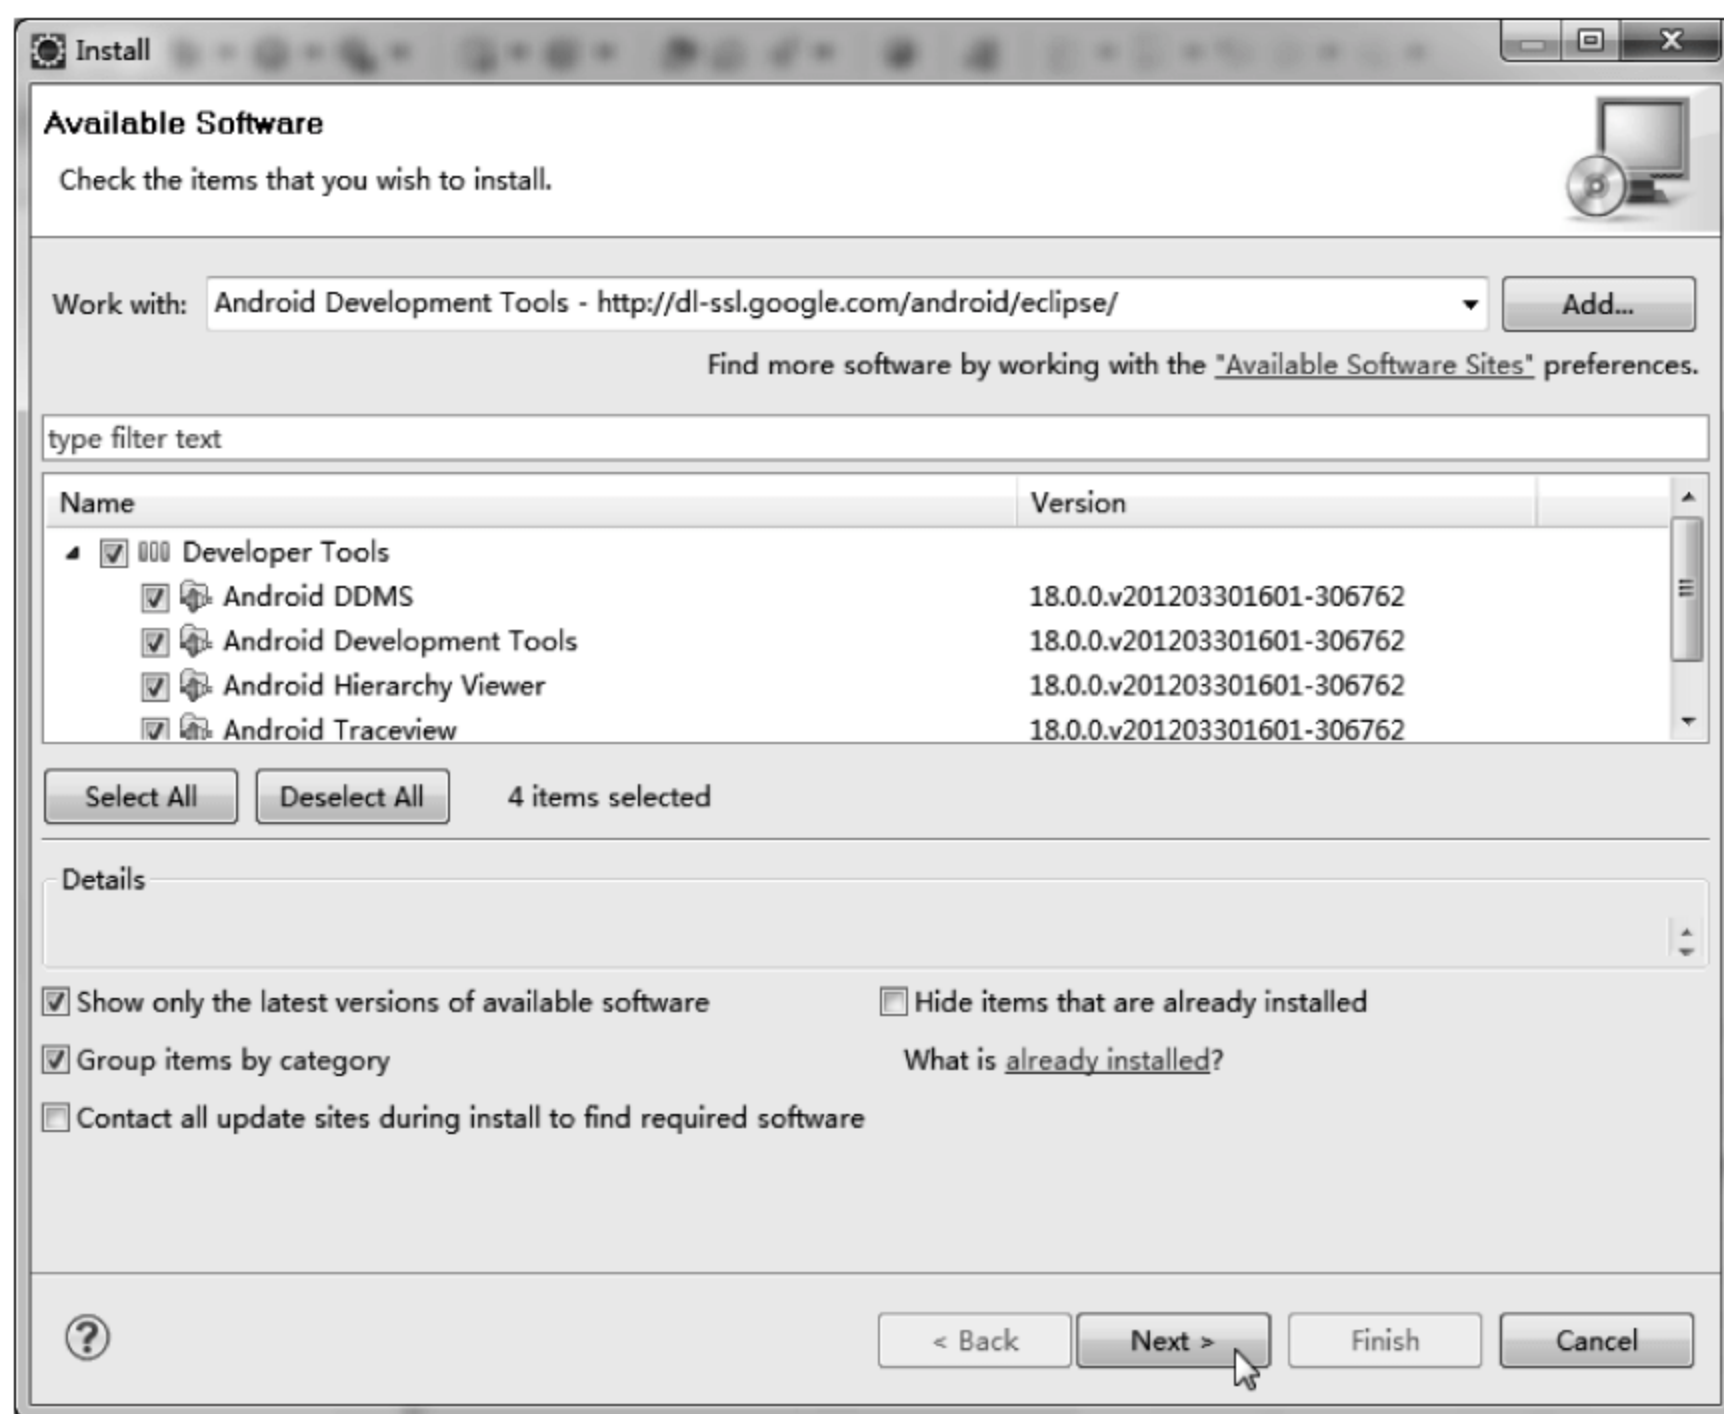 Install
Available Software
Check the items that you wish to install.
Work with: Android Development Tools - http://dl-ssl.google.com/android/eclipse/ Add...
Find more software by working with the "Available Software Sites" preferences.
type filter text
Name Version
Developer Tools
Android DDMS 18.0.0.v201203301601-306762
Android Development Tools 18.0.0.v201203301601-306762
Android Hierarchy Viewer 18.0.0.v201203301601-306762
Android Traceview 18.0.0.v201203301601-306762
Select All Deselect All 4 items selected
Details
Show only the latest versions of available software Hide items that are already installed
Group items by category What is already installed?
Contact all update sites during install to find required software
? < Back Next > Finish Cancel